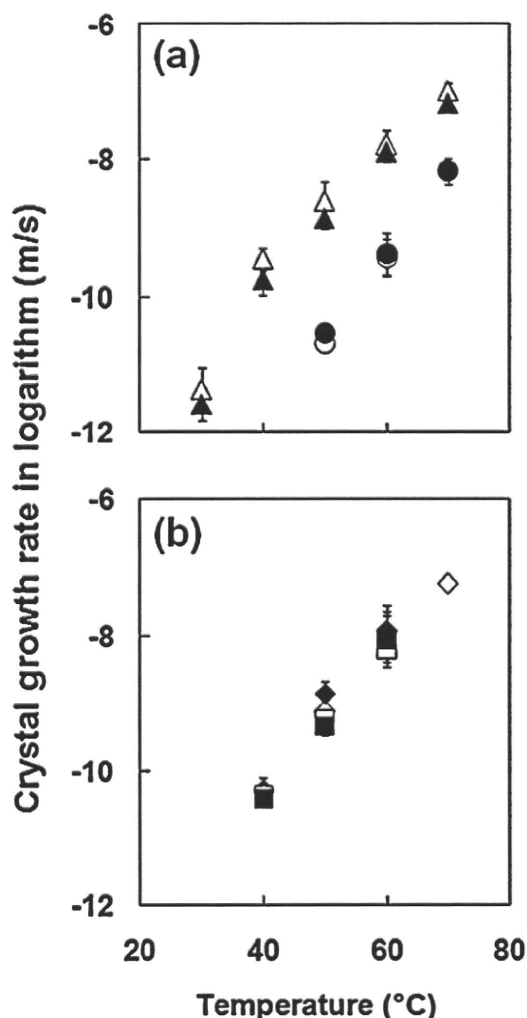 -6
(a)
-8
-10
-12
-6
(b)
-8
-10
-12
20 40 60 80
Temperature (°C)
Crystal growth rate in logarithm (m/s)